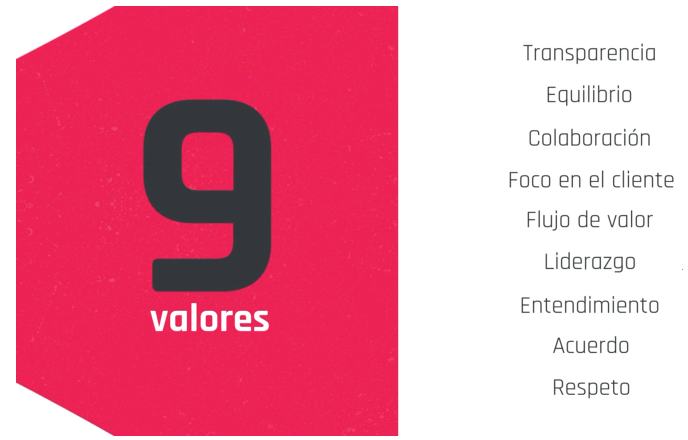 9
valores
Transparencia
Equilibrio
Colaboración
Foco en el cliente
Flujo de valor
Liderazgo
Entendimiento
Acuerdo
Respeto